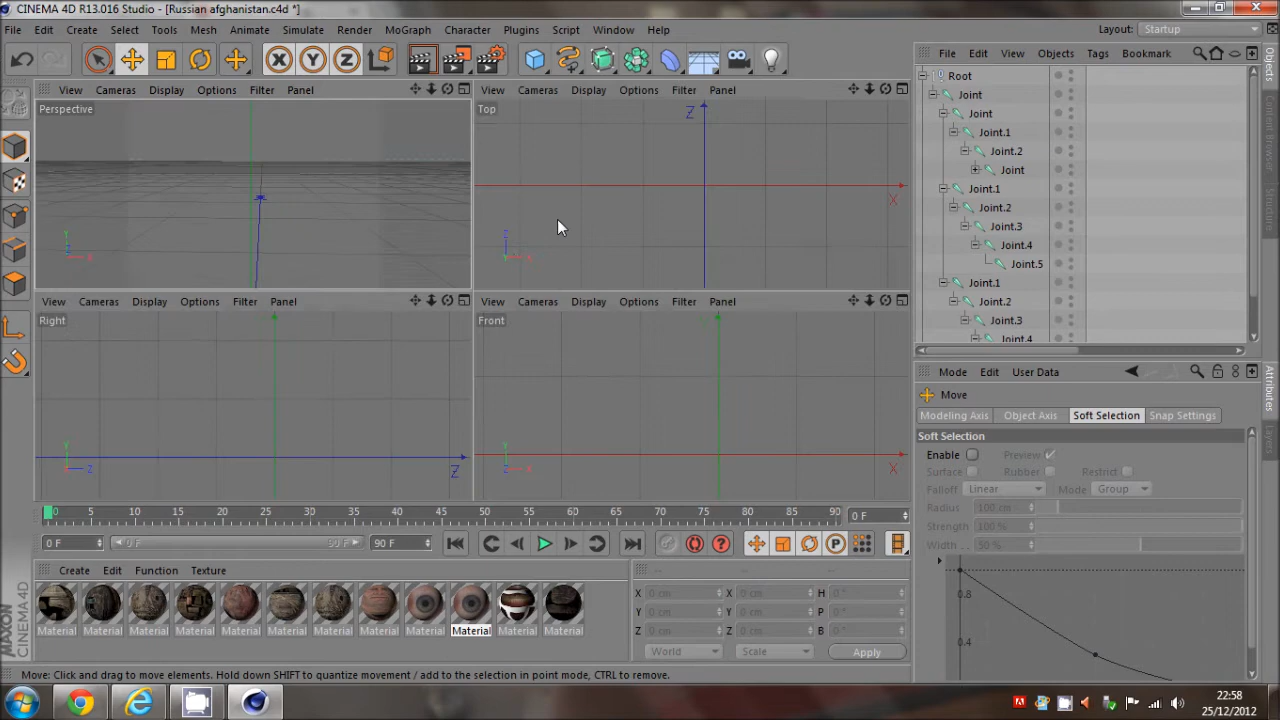 CINEMA 4D R13.016 Studio - [Russian afghanistan.c4d *]
File Edit Create Select Tools Mesh Animate Simulate Render MoGraph Character Plugins Script Window Help Layout: Startup
File Edit View Objects Tags Bookmark
View Cameras Display Options Filter Panel
View Cameras Display Options Filter Panel
Perspective
Top
Z
X
Y
X
Z
Y X
View Cameras Display Options Filter Panel
View Cameras Display Options Filter Panel
Right
Front
Y
Z
Z
Y
Z X
X
Root
Joint
Joint
Joint.1
Joint.2
Joint
Joint.1
Joint.2
Joint.3
Joint.4
Joint.5
Joint.1
Joint.2
Joint.3
Joint.4
Objects
Content Browser
Structure
Mode Edit User Data
Move
Modeling Axis Object Axis Soft Selection Snap Settings
Soft Selection
Enable Preview
Surface Rubber Restrict
Falloff Linear Mode Group
Radius 100 cm
Strength 100 %
Width . . 50 %
0.8
0.4
Attributes
Layers
0 5 10 15 20 25 30 35 40 45 50 55 60 65 70 75 80 85 90 0 F
0 F 0 F 90 F 90 F
Create Edit Function Texture
Material Material Material Material Material Material Material Material Material Material Material Material
X 0 cm X 0 cm H 0 °
Y 0 cm Y 0 cm P 0 °
Z 0 cm Z 0 cm B 0 °
World Scale Apply
MAXON CINEMA 4D
Move: Click and drag to move elements. Hold down SHIFT to quantize movement / add to the selection in point mode, CTRL to remove.
22:58
25/12/2012